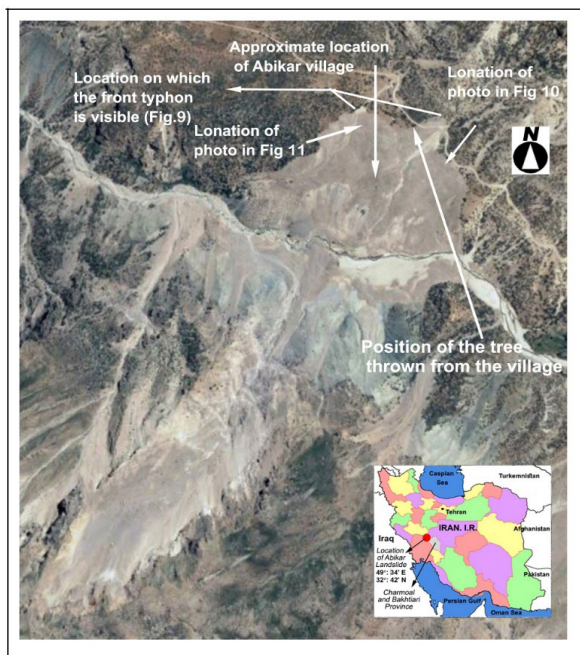 Approximate location
of Abikar village
Location on which
the front typhon
is visible (Fig.9)
Lonation of
photo in Fig 10
Lonation of
photo in Fig 11
N
Position of the tree
thrown from the village
Caspian
Sea
Turkemnistan
Tehran
IRAN. I.R.
Afghanistan
Iraq
Location
of Abikar
Landslide
49°: 34' E
32°: 42' N
Pakistan
Charmoal
and Bakhtiari
Province
Persian Gulf
Oman Sea